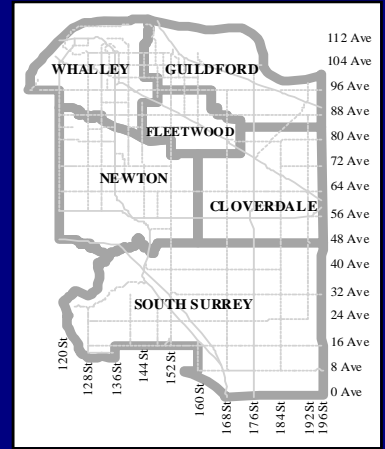 112 Ave
104 Ave
WHALLEY GUILDFORD
96 Ave
88 Ave
FLEETWOOD
80 Ave
72 Ave
NEWTON
64 Ave
CLOVERDALE
56 Ave
48 Ave
40 Ave
32 Ave
SOUTH SURREY
24 Ave
16 Ave
8 Ave
0 Ave
120 St
128 St
136 St
144 St
152 St
160 St
168 St
176 St
184 St
192 St
196 St